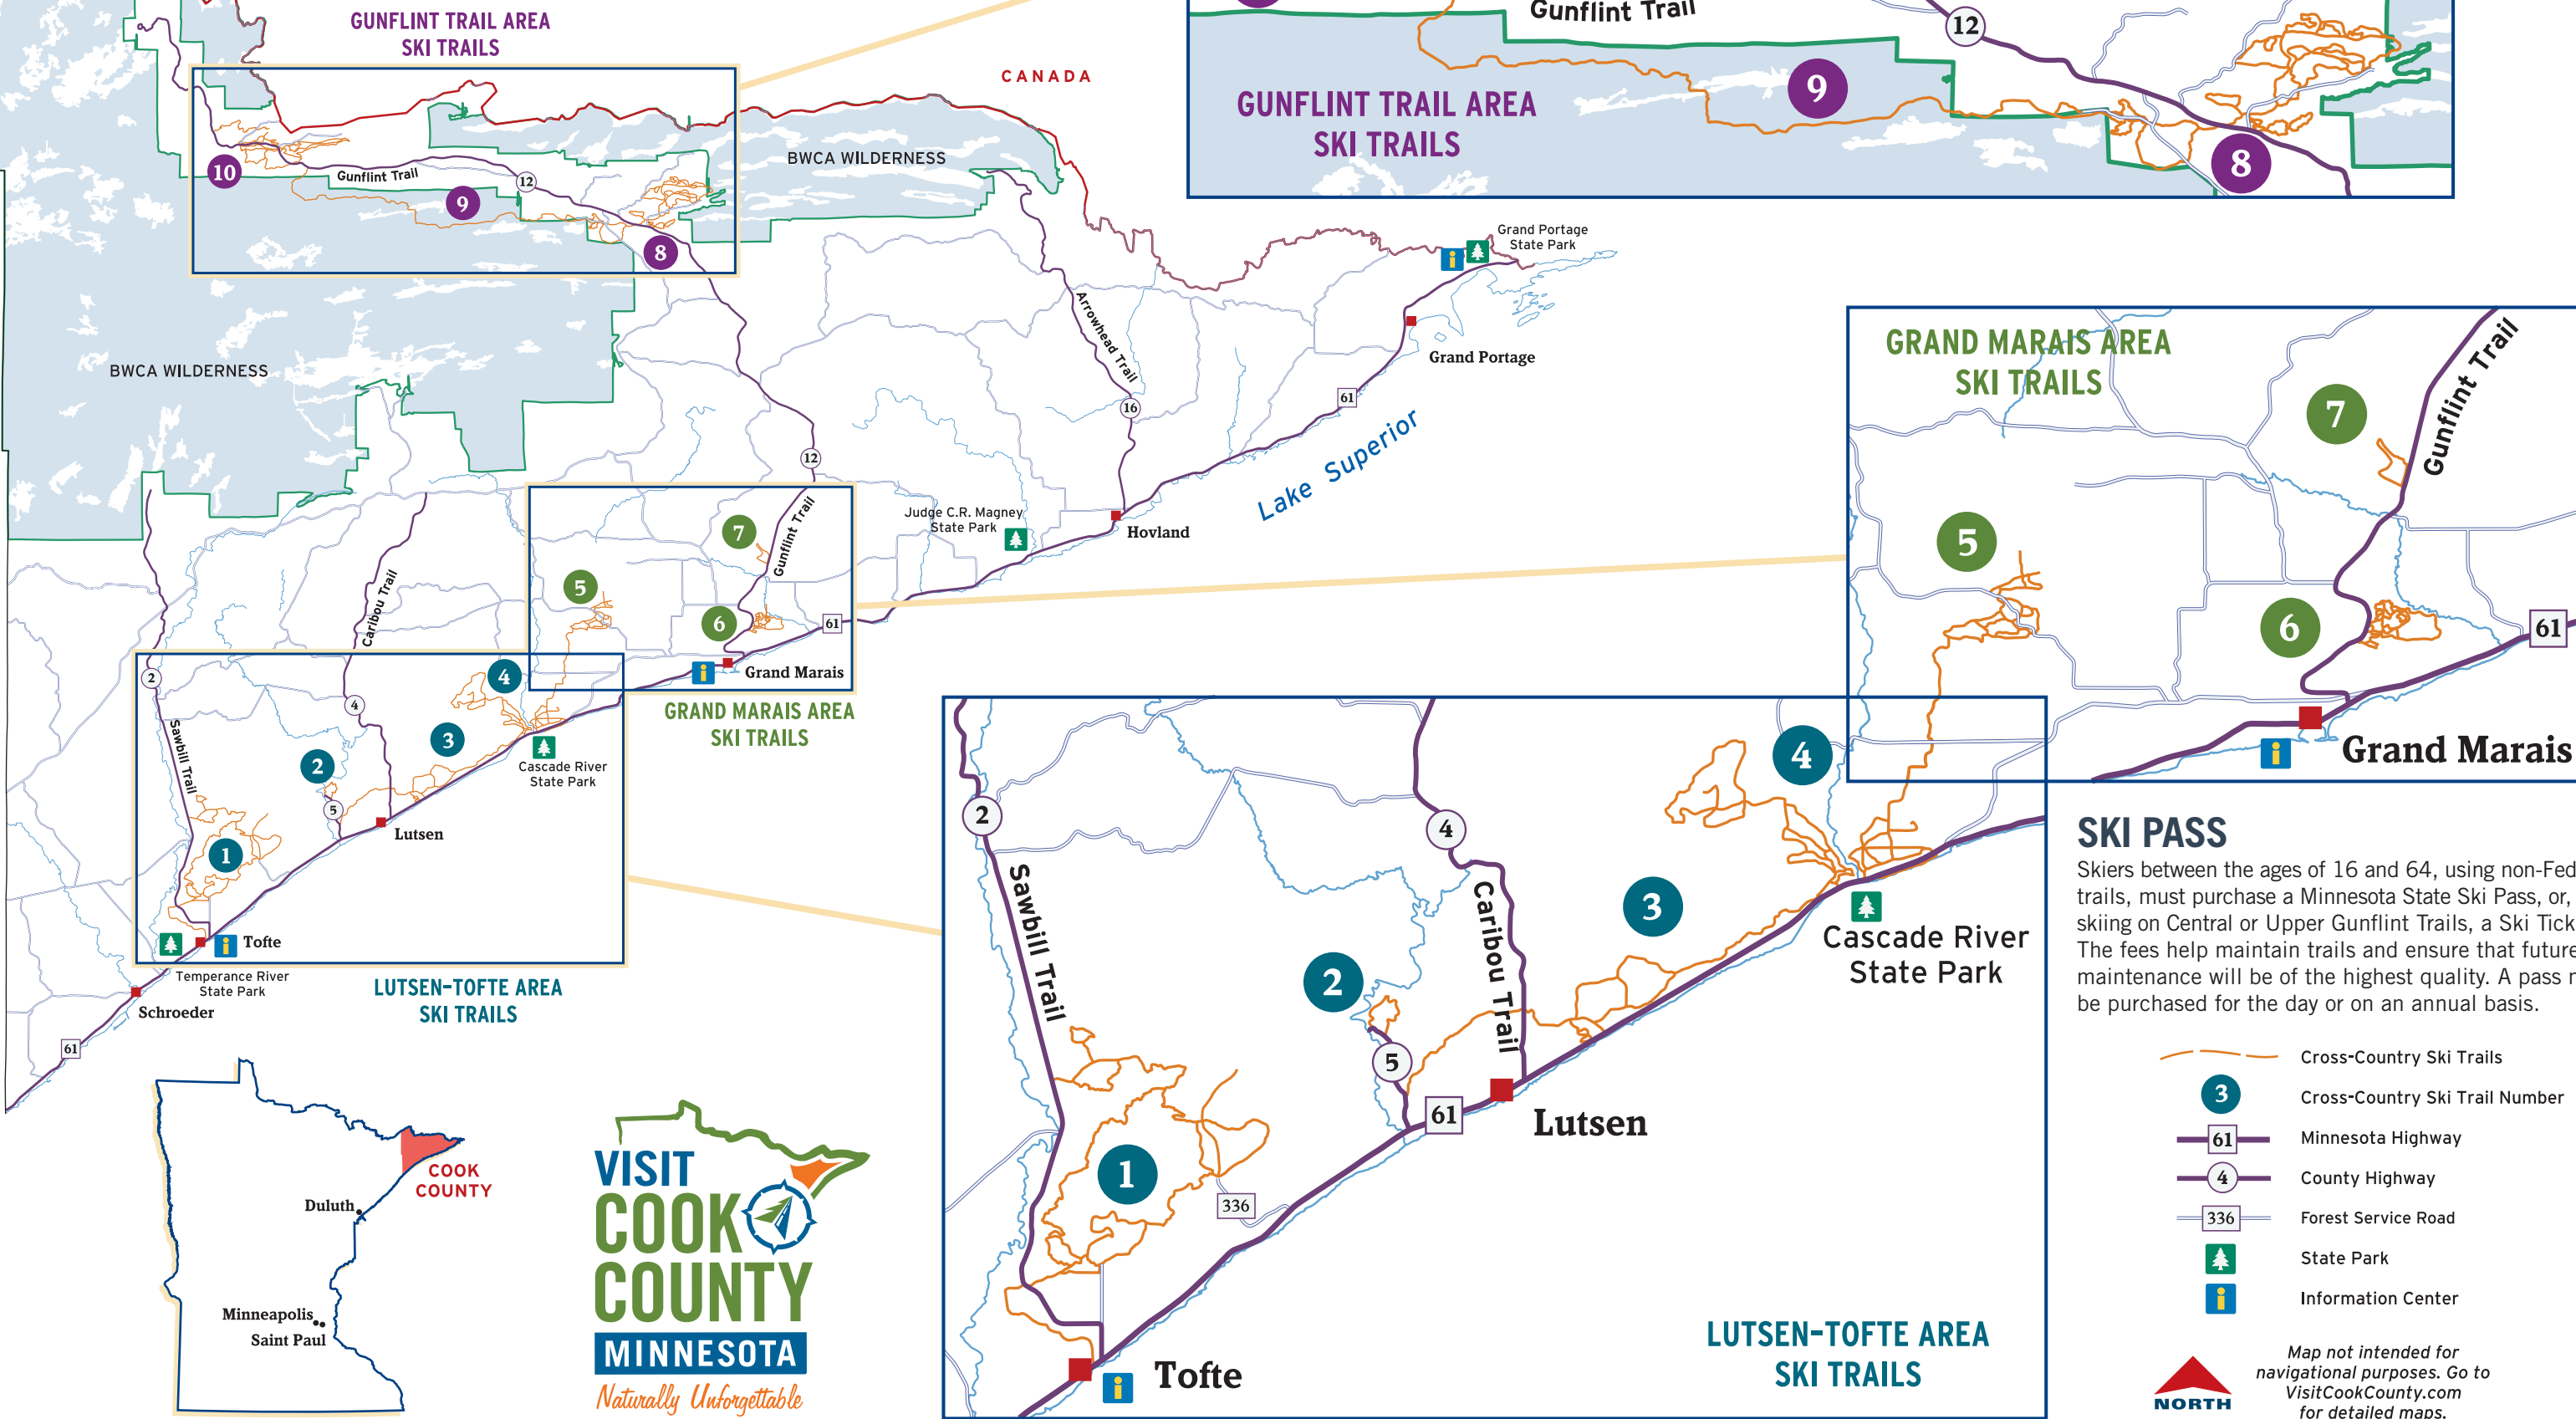 GUNFLINT TRAIL AREA
SKI TRAILS
CANADA
BWCA WILDERNESS
10
Gunflint Trail
12
9
8
Gunflint Trail
12
GUNFLINT TRAIL AREA
SKI TRAILS
9
8
Grand Portage
State Park
Grand Portage
Arrowhead Trail
16
61
Lake Superior
BWCA WILDERNESS
12
Judge C.R. Magney
State Park
Hovland
7
Gunflint Trail
5
6
61
Grand Marais
GRAND MARAIS AREA
SKI TRAILS
Caribou Trail
2
4
4
Sawbill Trail
3
2
5
Cascade River
State Park
Lutsen
1
Tofte
Temperance River
State Park
LUTSEN-TOFTE AREA
SKI TRAILS
Schroeder
61
GRAND MARAIS AREA
SKI TRAILS
7
Gunflint Trail
5
6
61
Grand Marais
2
4
4
Sawbill Trail
Caribou Trail
3
Cascade River
State Park
2
5
61
Lutsen
1
336
Tofte
LUTSEN-TOFTE AREA
SKI TRAILS
COOK
COUNTY
Duluth
Minneapolis
Saint Paul
VISIT
COOK
COUNTY
MINNESOTA
Naturally Unforgettable
SKI PASS
Skiers between the ages of 16 and 64, using non-Fed
trails, must purchase a Minnesota State Ski Pass, or,
skiing on Central or Upper Gunflint Trails, a Ski Tick
The fees help maintain trails and ensure that future
maintenance will be of the highest quality. A pass
be purchased for the day or on an annual basis.
Cross-Country Ski Trails
3 Cross-Country Ski Trail Number
61 Minnesota Highway
4 County Highway
336 Forest Service Road
State Park
i Information Center
NORTH
Map not intended for
navigational purposes. Go to
VisitCookCounty.com
for detailed maps.